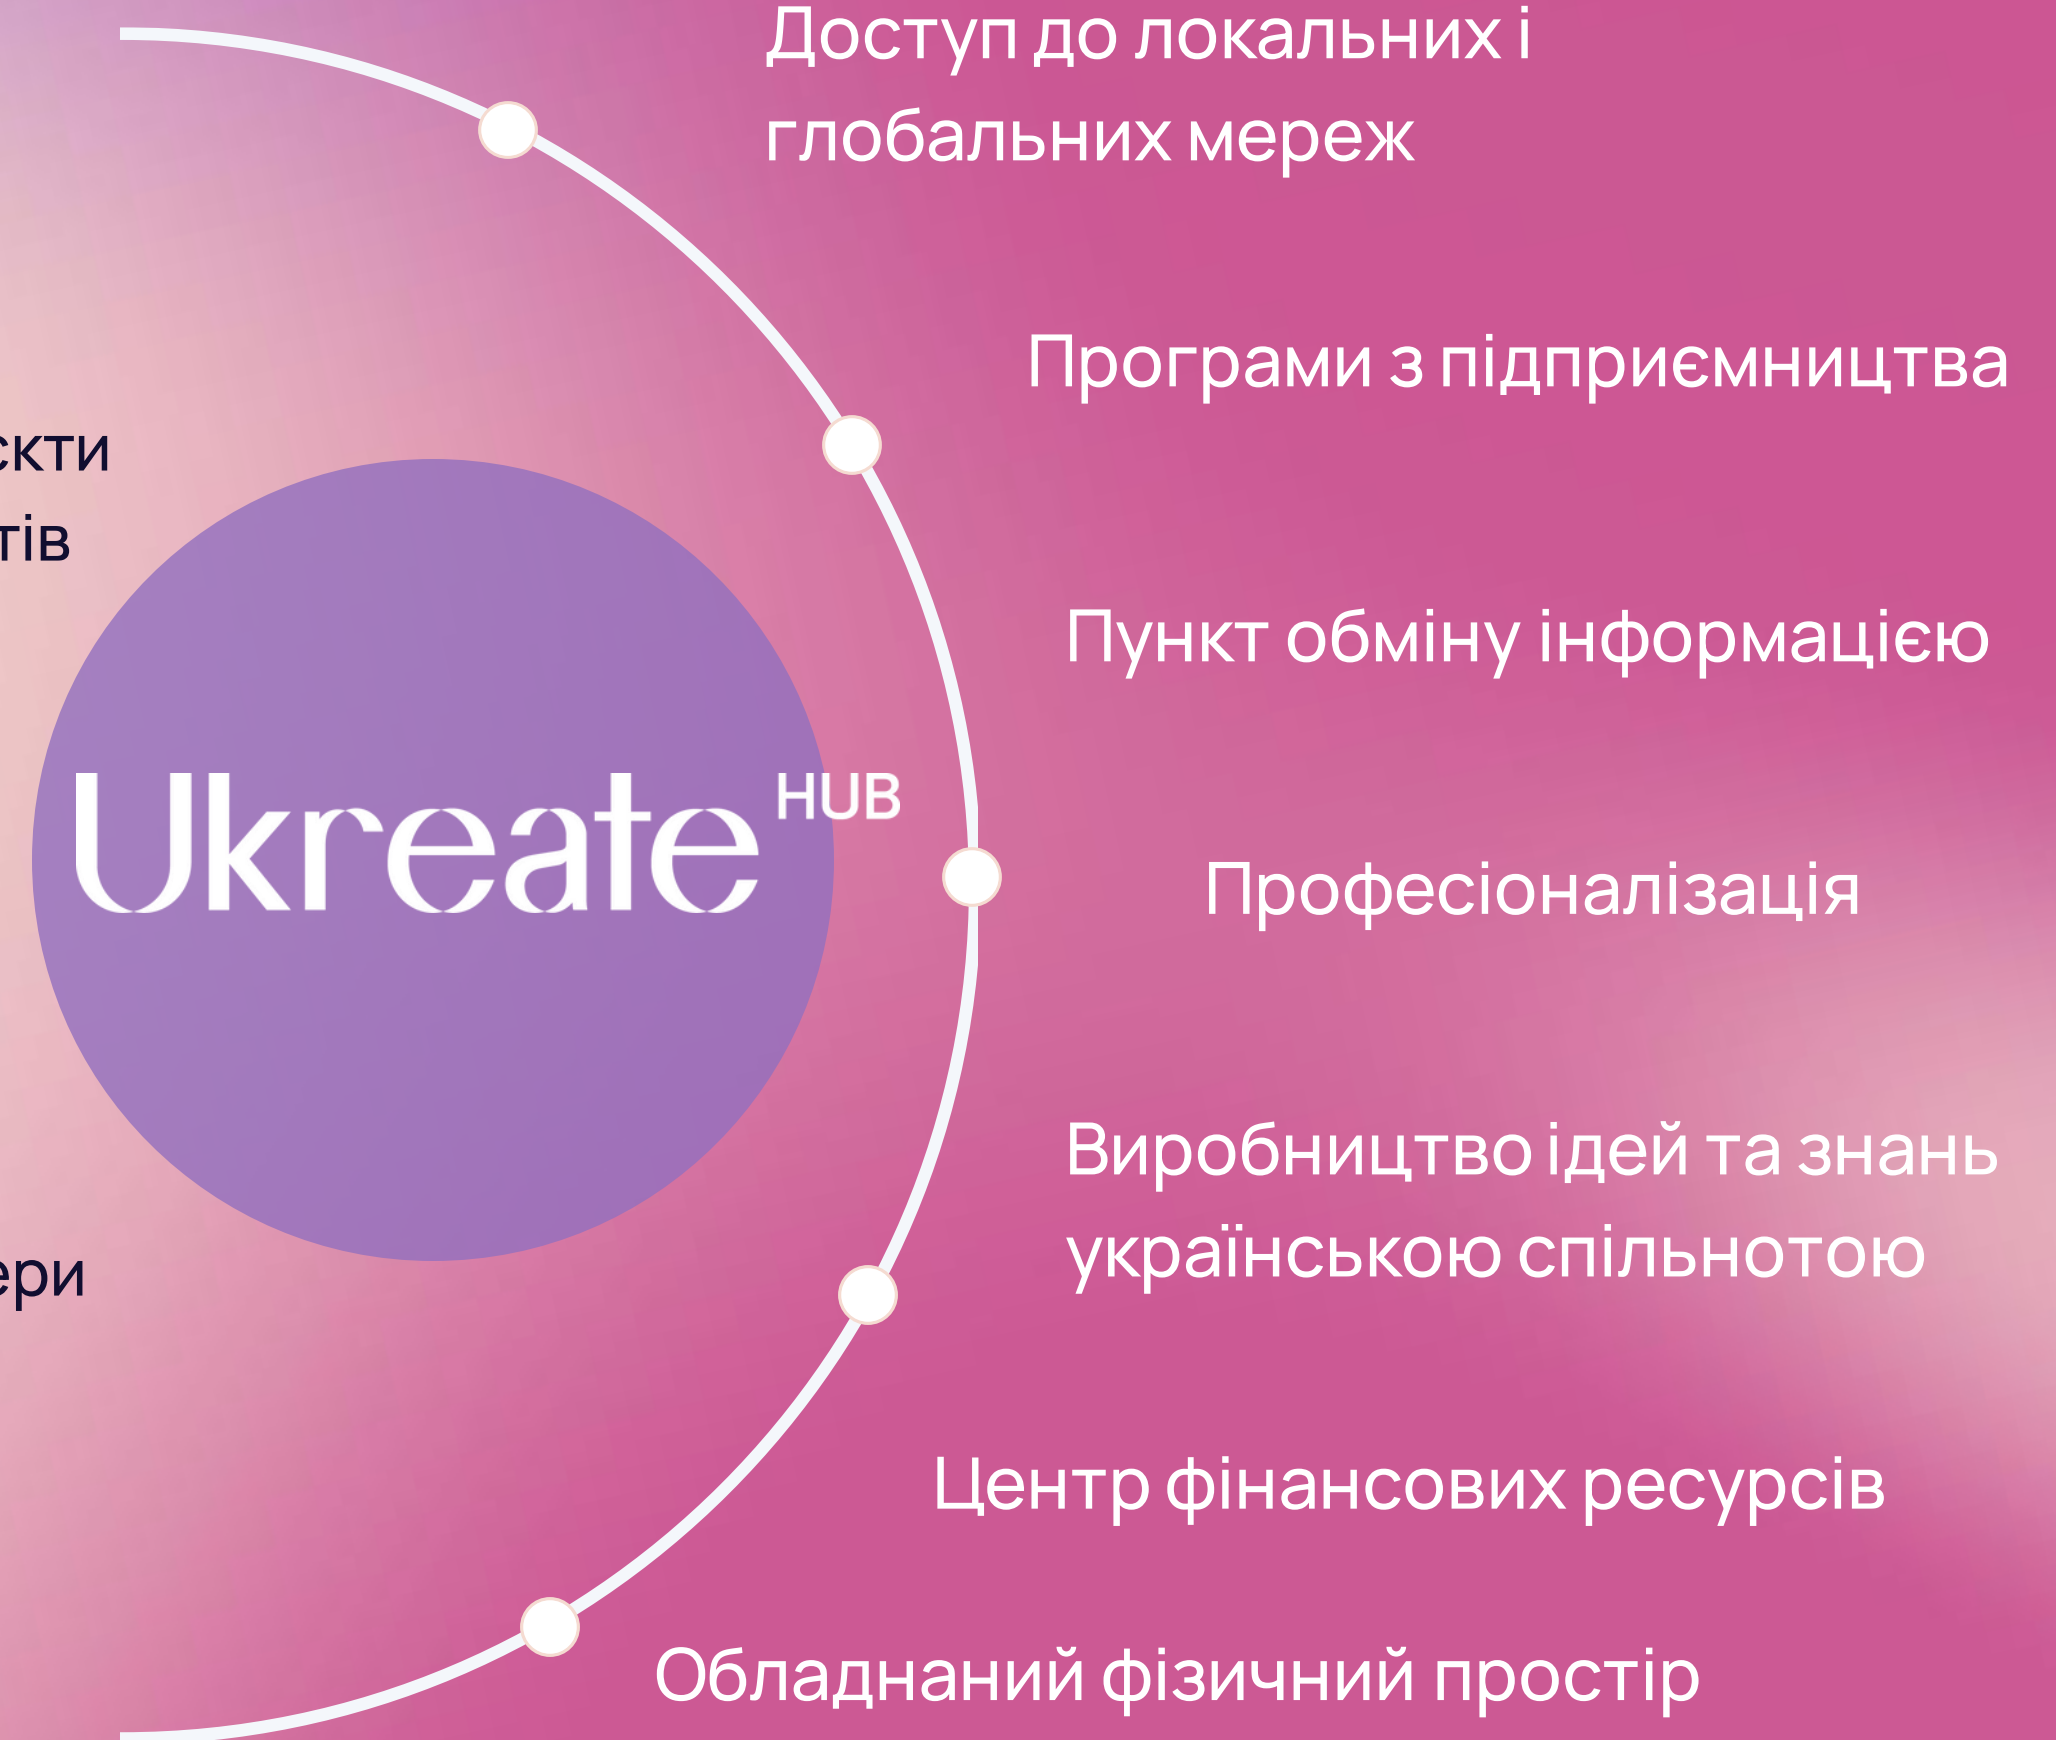 Доступ до локальних і
глобальних мереж
Програми з підприємництва
Пункт обміну інформацією
Ukreate HUB
Професіоналізація
Виробництво ідей та знань
українською спільнотою
Центр фінансових ресурсів
Обладнаний фізичний простір